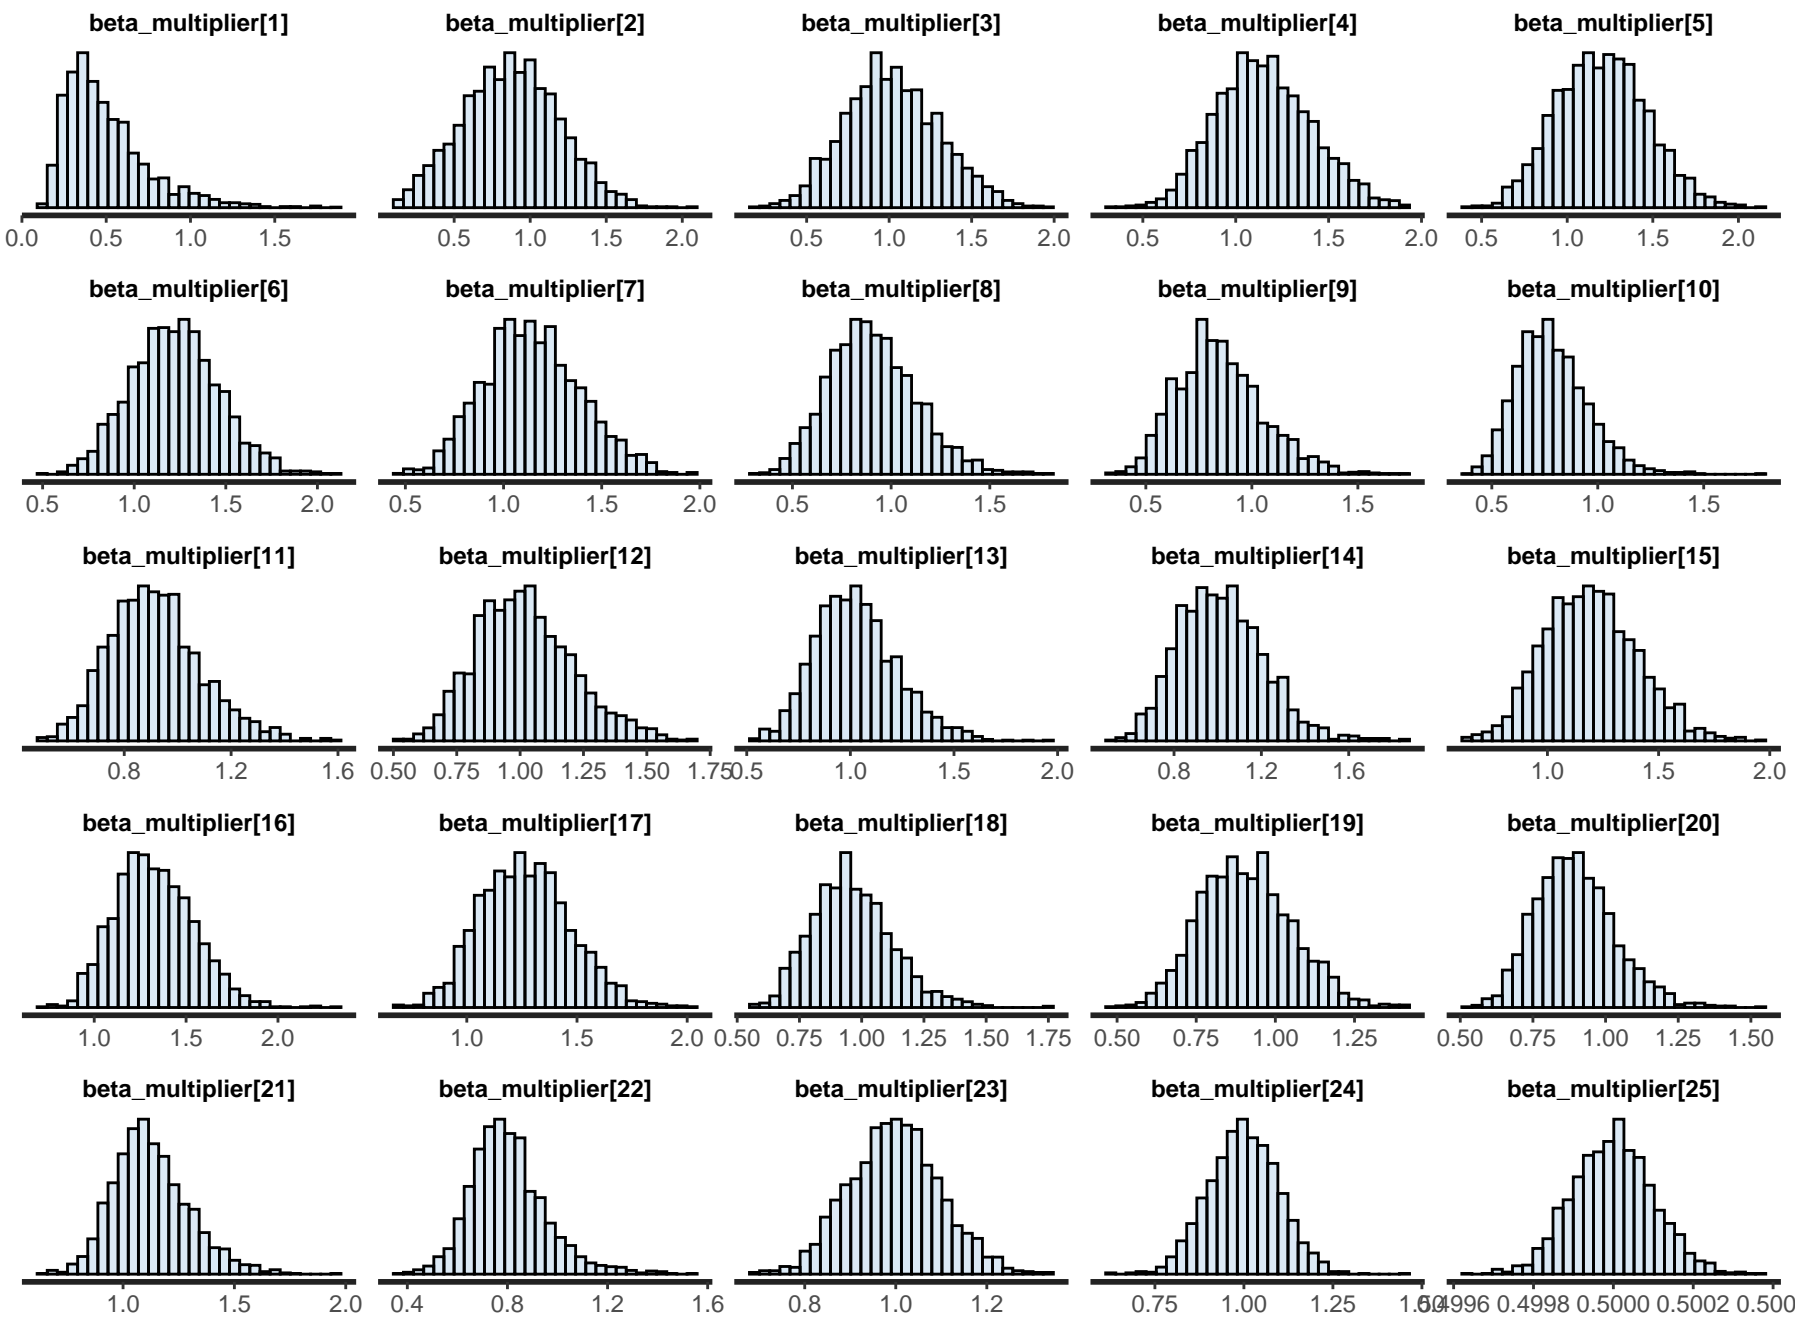 beta_multiplier[1] beta_multiplier[2] beta_multiplier[3] beta_multiplier[4] beta_multiplier[5]
0.0 0.5 1.0 1.5 0.5 1.0 1.5 2.0 0.5 1.0 1.5 2.0 0.5 1.0 1.5 2.0 0.5 1.0 1.5 2.0
beta_multiplier[6] beta_multiplier[7] beta_multiplier[8] beta_multiplier[9] beta_multiplier[10]
0.5 1.0 1.5 2.0 0.5 1.0 1.5 2.0 0.5 1.0 1.5 0.5 1.0 1.5 0.5 1.0 1.5
beta_multiplier[11] beta_multiplier[12] beta_multiplier[13] beta_multiplier[14] beta_multiplier[15]
0.8 1.2 1.6 0.50 0.75 1.00 1.25 1.50 1.75 0.5 1.0 1.5 2.0 0.8 1.2 1.6 1.0 1.5 2.0
beta_multiplier[16] beta_multiplier[17] beta_multiplier[18] beta_multiplier[19] beta_multiplier[20]
1.0 1.5 2.0 1.0 1.5 2.0 0.50 0.75 1.00 1.25 1.50 1.75 0.50 0.75 1.00 1.25 0.50 0.75 1.00 1.25 1.50
beta_multiplier[21] beta_multiplier[22] beta_multiplier[23] beta_multiplier[24] beta_multiplier[25]
1.0 1.5 2.0 0.4 0.8 1.2 1.6 0.8 1.0 1.2 0.75 1.00 1.25 1.50 0.4996 0.4998 0.5000 0.5002 0.500